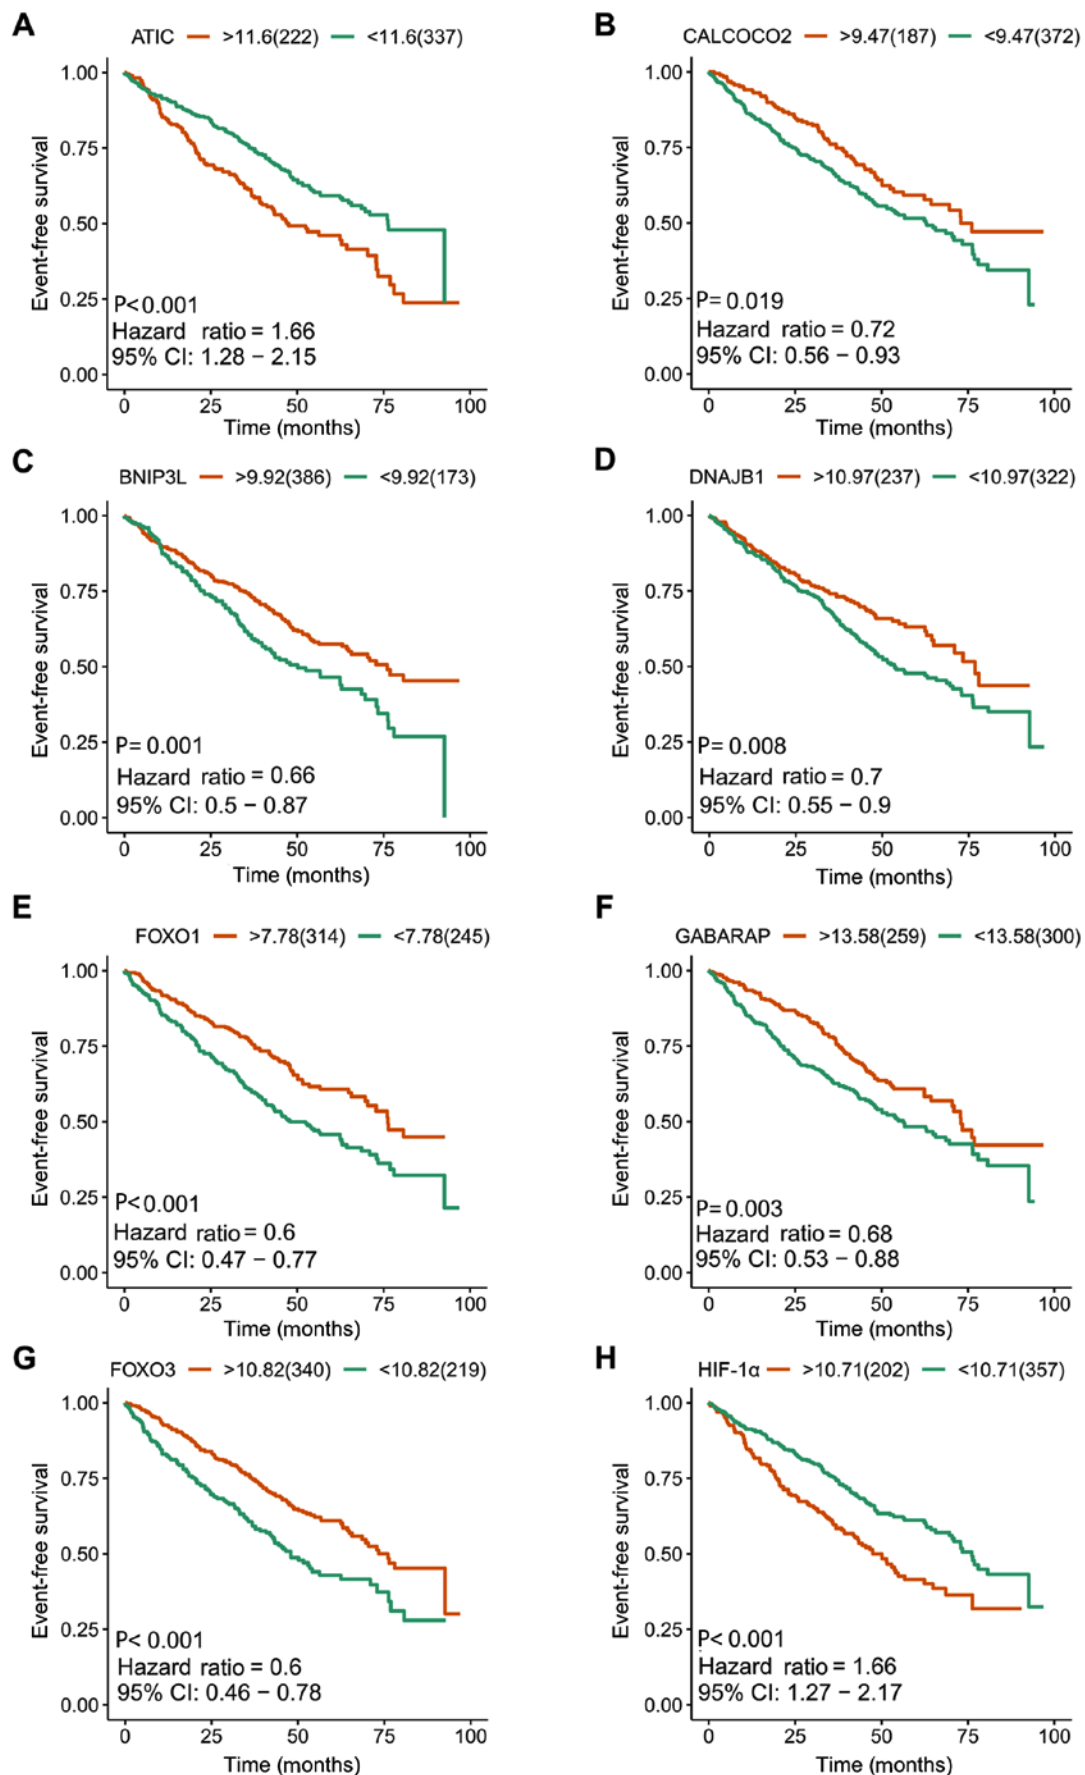 A
ATIC >11.6(222) <11.6(337)
Event-free survival
1.00
0.75
0.50
0.25
0.00
P<0.001
Hazard ratio = 1.66
95% CI: 1.28 − 2.15
0 25 50 75 100
Time (months)
B
CALCOCO2 >9.47(187) <9.47(372)
Event-free survival
1.00
0.75
0.50
0.25
0.00
P= 0.019
Hazard ratio = 0.72
95% CI: 0.56 − 0.93
0 25 50 75 100
Time (months)
C
BNIP3L >9.92(386) <9.92(173)
Event-free survival
1.00
0.75
0.50
0.25
0.00
P= 0.001
Hazard ratio = 0.66
95% CI: 0.5 − 0.87
0 25 50 75 100
Time (months)
D
DNAJB1 >10.97(237) <10.97(322)
Event-free survival
1.00
0.75
0.50
0.25
0.00
P= 0.008
Hazard ratio = 0.7
95% CI: 0.55 − 0.9
0 25 50 75 100
Time (months)
E
FOXO1 >7.78(314) <7.78(245)
Event-free survival
1.00
0.75
0.50
0.25
0.00
P<0.001
Hazard ratio = 0.6
95% CI: 0.47 − 0.77
0 25 50 75 100
Time (months)
F
GABARAP >13.58(259) <13.58(300)
Event-free survival
1.00
0.75
0.50
0.25
0.00
P= 0.003
Hazard ratio = 0.68
95% CI: 0.53 − 0.88
0 25 50 75 100
Time (months)
G
FOXO3 >10.82(340) <10.82(219)
Event-free survival
1.00
0.75
0.50
0.25
0.00
P< 0.001
Hazard ratio = 0.6
95% CI: 0.46 − 0.78
0 25 50 75 100
Time (months)
H
HIF-1α >10.71(202) <10.71(357)
Event-free survival
1.00
0.75
0.50
0.25
0.00
P< 0.001
Hazard ratio = 1.66
95% CI: 1.27 − 2.17
0 25 50 75 100
Time (months)